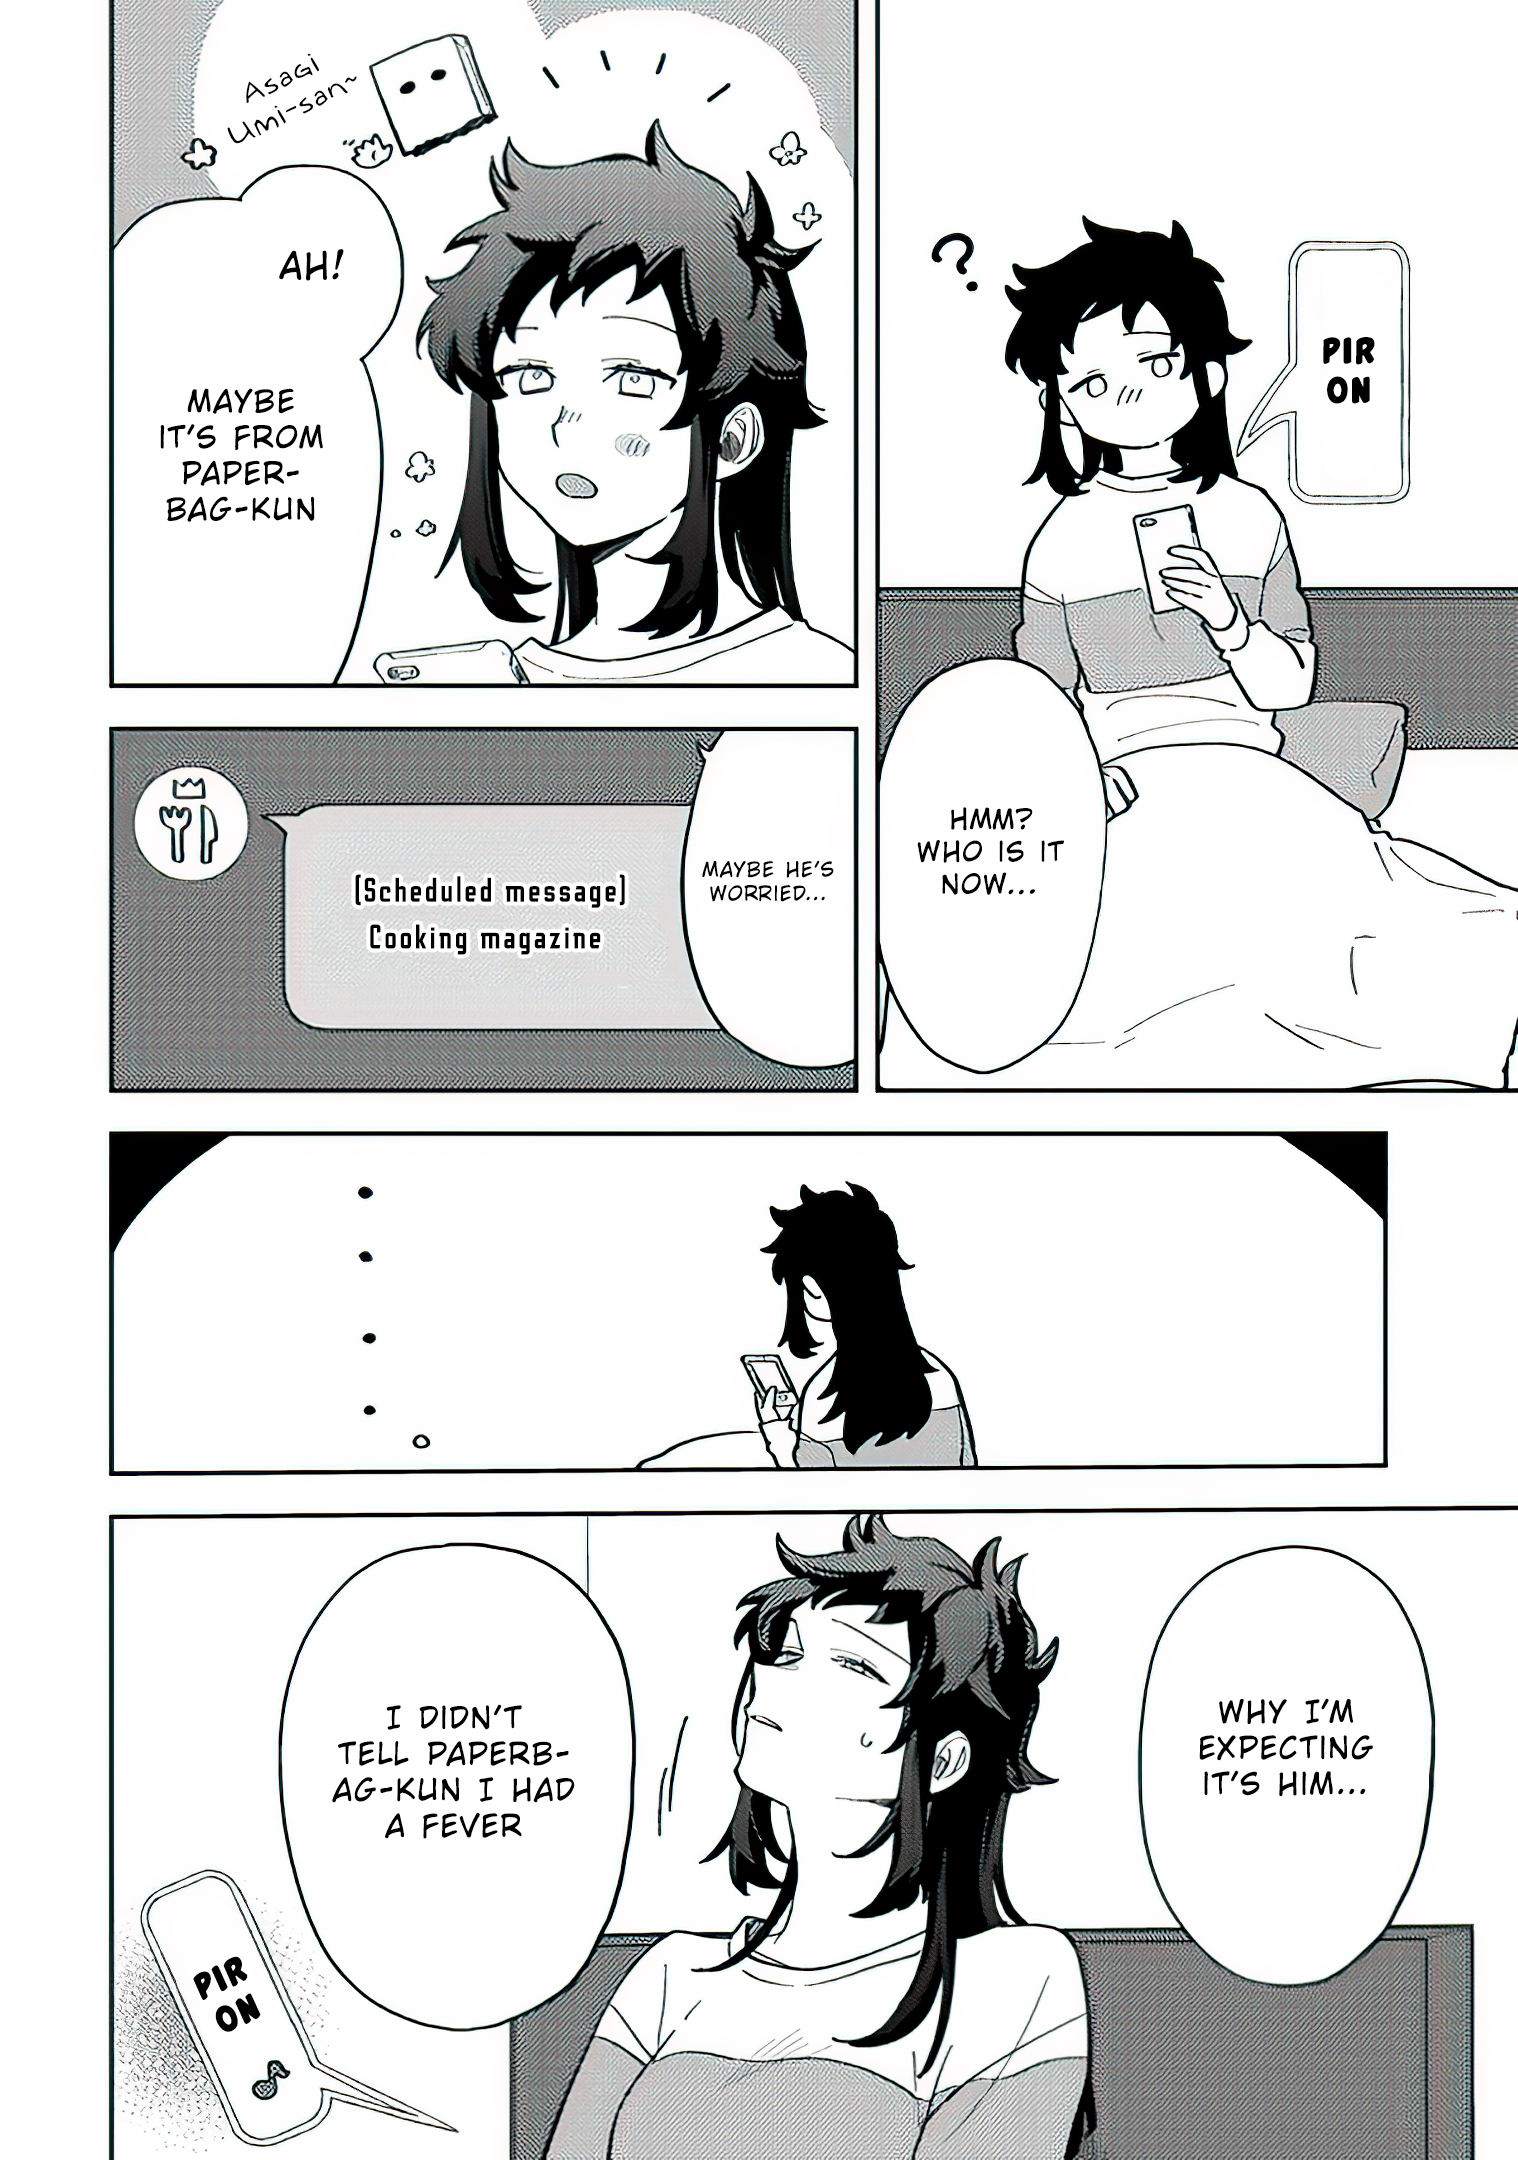 PIR
ON
?
HMM?
WHO IS IT
NOW...
Asagi
Umi-san~
AH!
MAYBE
IT'S FROM
PAPER-
BAG-KUN
MAYBE HE'S
WORRIED...
[Scheduled message]
Cooking magazine
WHY I'M
EXPECTING
IT'S HIM...
I DIDN'T
TELL PAPERB-
AG-KUN I HAD
A FEVER
PIR
ON